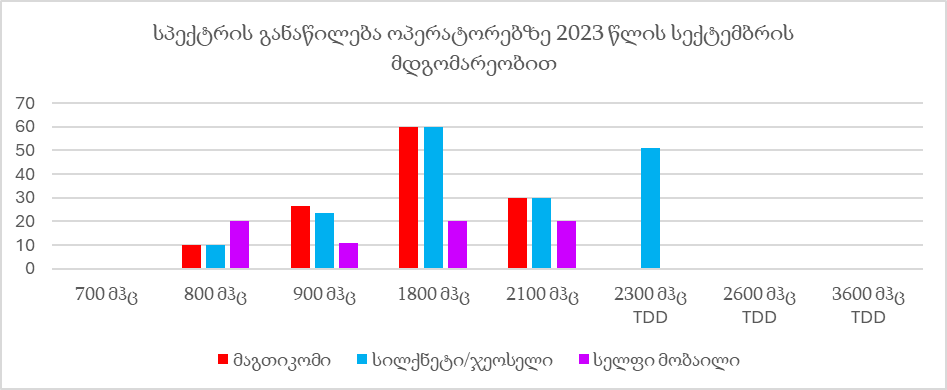 სპექტრის განაწილება ოპერატორებზე 2023 წლის სექტემბრის
მდგომარეობით
70
60
50
40
30
20
10
0
700 მჰც 800 მჰც 900 მჰც 1800 მჰც 2100 მჰც 2300 მჰც 2600 მჰც 3600 მჰც
TDD TDD TDD
მაგთიკომი სილქნეტი/ჯეოსელი სელფი მობაილი